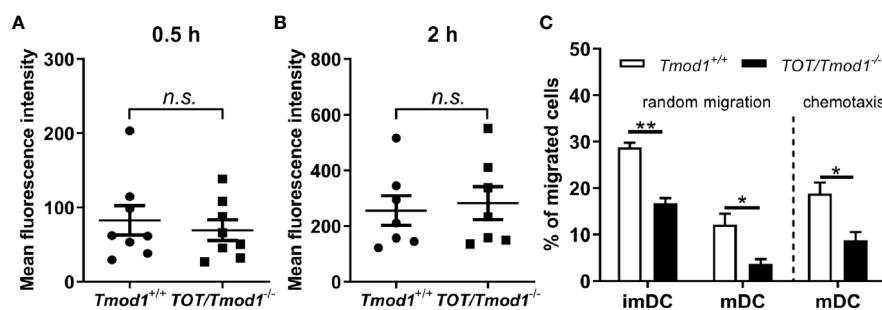 A
0.5 h
Mean fluorescence intensity
300
200
100
0
n.s.
Tmod1+/+
TOT/Tmod1-/-
B
2 h
Mean fluorescence intensity
800
600
400
200
0
n.s.
Tmod1+/+
TOT/Tmod1-/-
C
% of migrated cells
50
40
30
20
10
0
Tmod1+/+
TOT/Tmod1-/-
random migration
chemotaxis
**
*
*
imDC
mDC
mDC